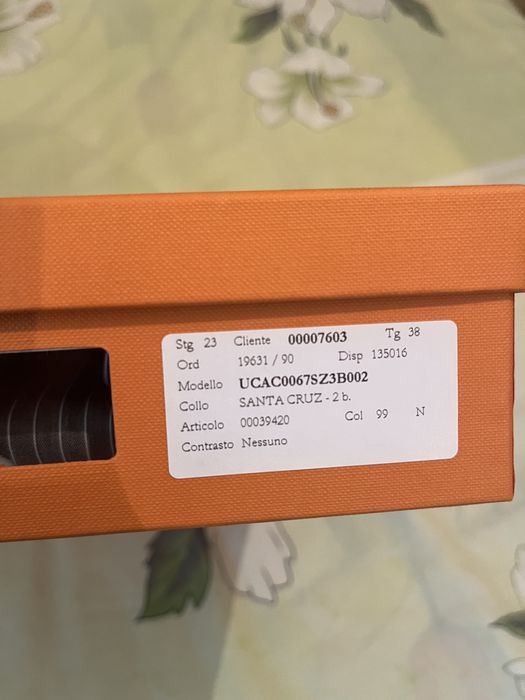 Stg 23 Cliente 00007603 Tg 38
Ord 19631 / 90 Disp 135016
Modello UCAC0067SZ3B002
Collo SANTA CRUZ - 2 b.
Articolo 00039420 Col 99 N
Contrasto Nessuno